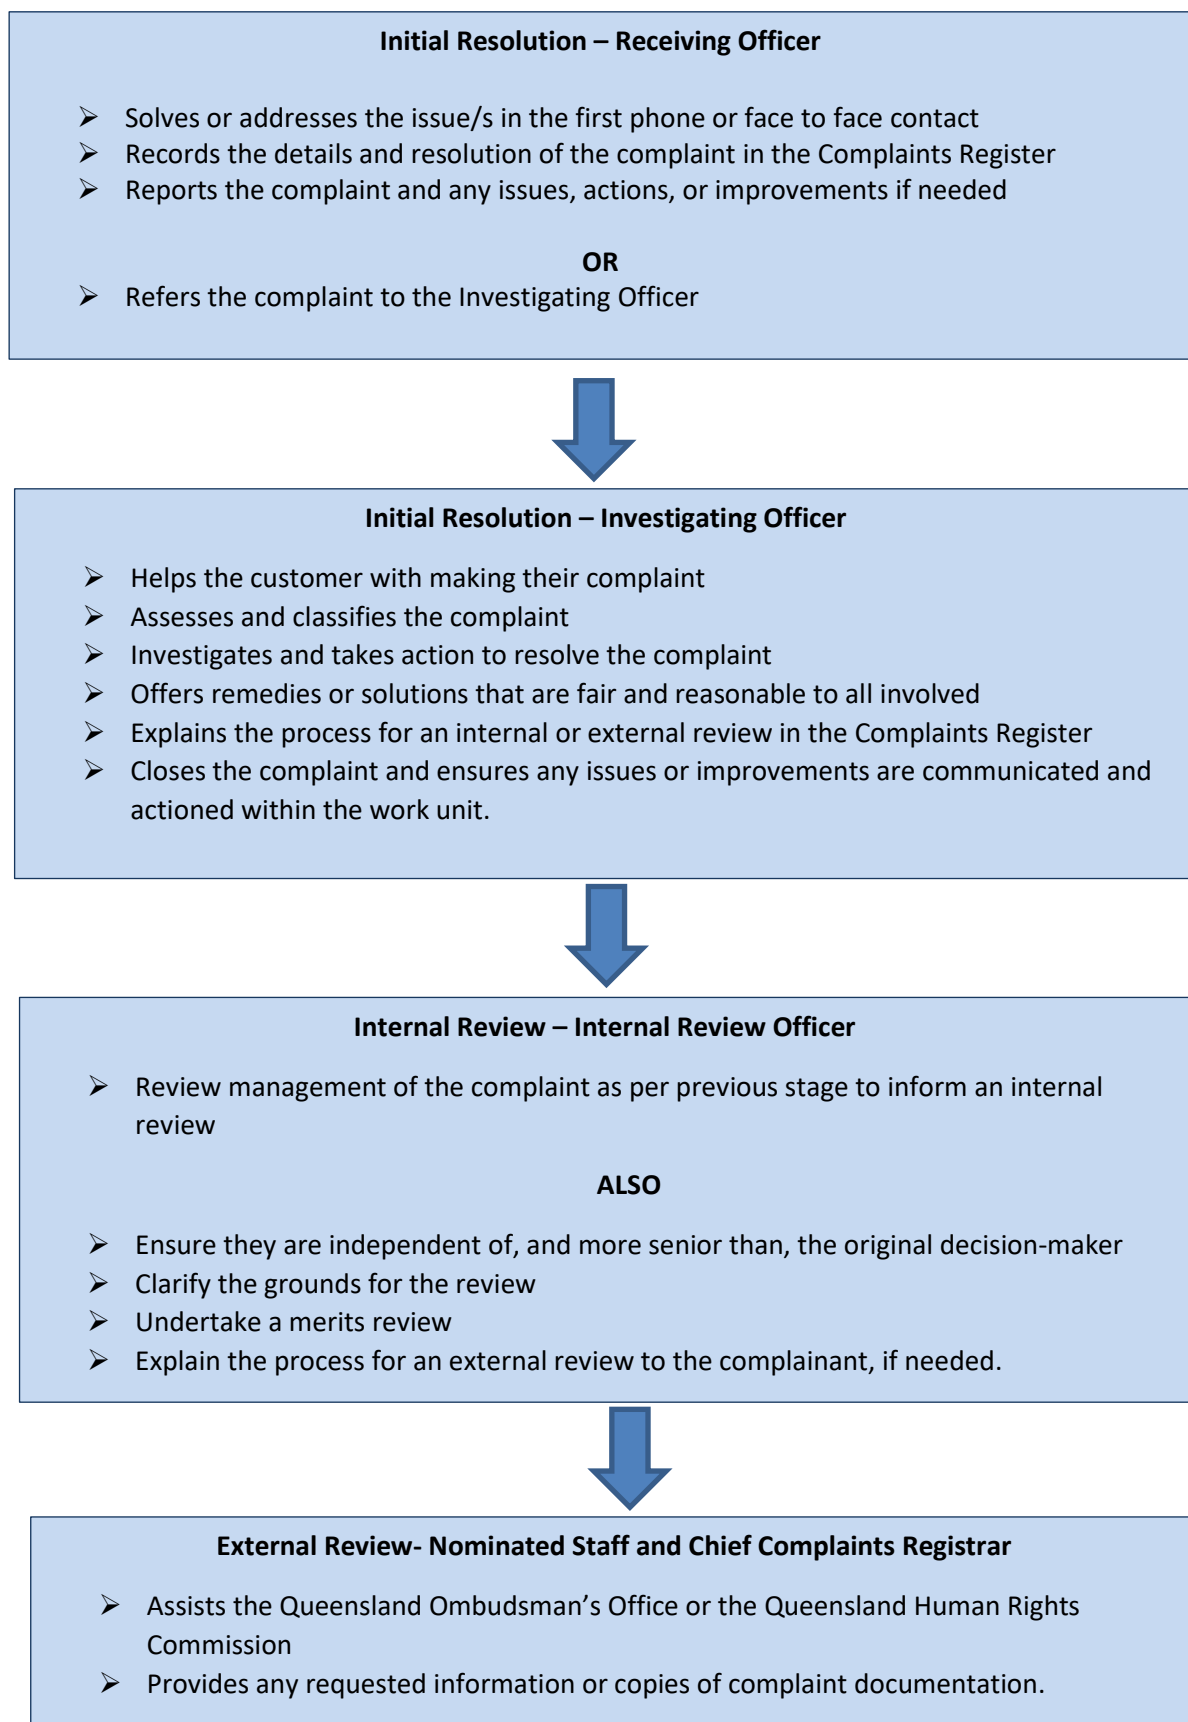 Initial Resolution – Receiving Officer
➢ Solves or addresses the issue/s in the first phone or face to face contact
➢ Records the details and resolution of the complaint in the Complaints Register
➢ Reports the complaint and any issues, actions, or improvements if needed
OR
➢ Refers the complaint to the Investigating Officer
Initial Resolution – Investigating Officer
➢ Helps the customer with making their complaint
➢ Assesses and classifies the complaint
➢ Investigates and takes action to resolve the complaint
➢ Offers remedies or solutions that are fair and reasonable to all involved
➢ Explains the process for an internal or external review in the Complaints Register
➢ Closes the complaint and ensures any issues or improvements are communicated and
actioned within the work unit.
Internal Review – Internal Review Officer
➢ Review management of the complaint as per previous stage to inform an internal
review
ALSO
➢ Ensure they are independent of, and more senior than, the original decision-maker
➢ Clarify the grounds for the review
➢ Undertake a merits review
➢ Explain the process for an external review to the complainant, if needed.
External Review- Nominated Staff and Chief Complaints Registrar
➢ Assists the Queensland Ombudsman’s Office or the Queensland Human Rights
Commission
➢ Provides any requested information or copies of complaint documentation.